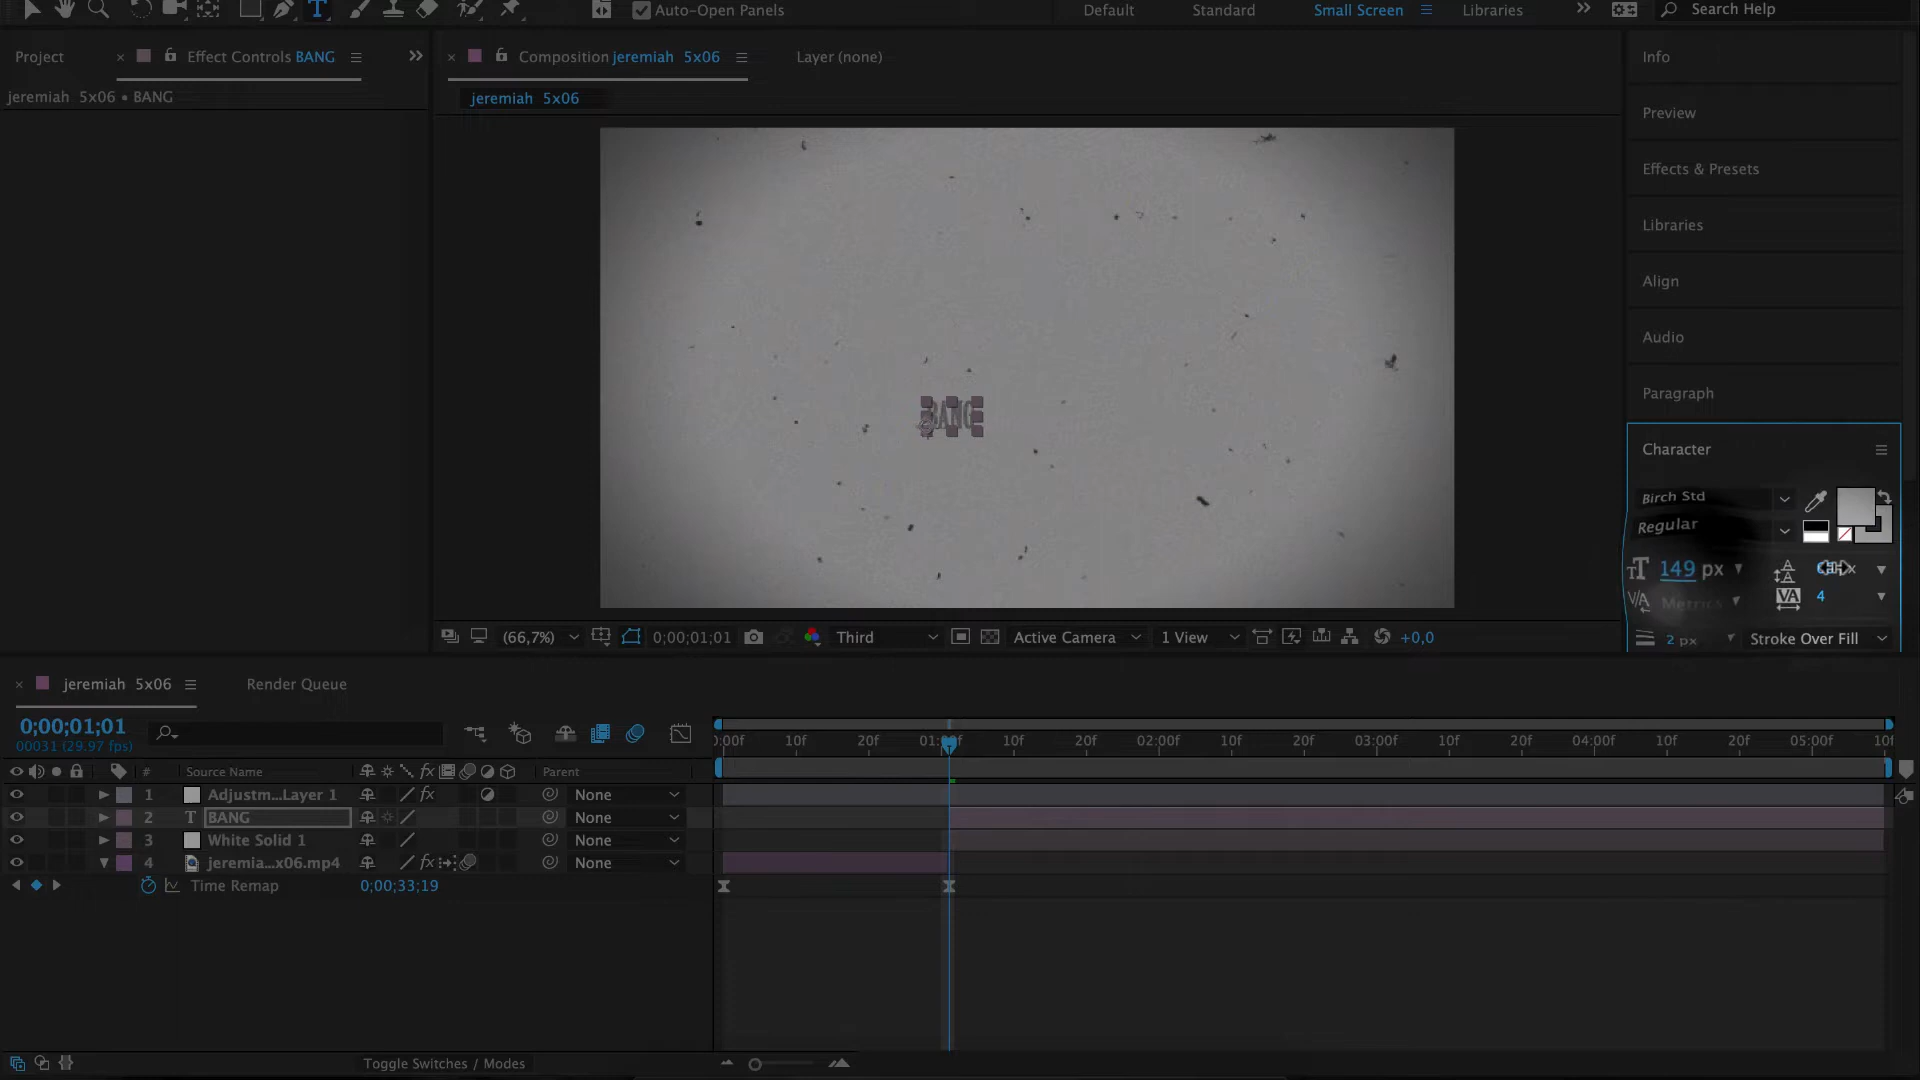 Auto-Open Panels
Default
Standard
Small Screen
Libraries
Search Help
Project
Effect Controls BANG
Composition jeremiah 5x06
Layer (none)
Info
jeremiah 5x06 • BANG
jeremiah 5x06
Preview
Effects & Presets
Libraries
Align
Audio
Paragraph
BANG
Character
Birch Std
Regular
149 px
Metrics
4
2 px
Stroke Over Fill
(66,7%)
0;00;01;01
Third
Active Camera
1 View
+0,0
jeremiah 5x06
Render Queue
0;00;01;01
00031 (29.97 fps)
# Source Name
fx
Parent
:00f 10f 20f 01:00f 10f 20f 02:00f 10f 20f 03:00f 10f 20f 04:00f 10f 20f 05:00f 10f
1 Adjustm...Layer 1 fx None
2 T BANG None
3 White Solid 1 None
4 jeremia...x06.mp4 fx None
Time Remap 0;00;33;19
Toggle Switches / Modes